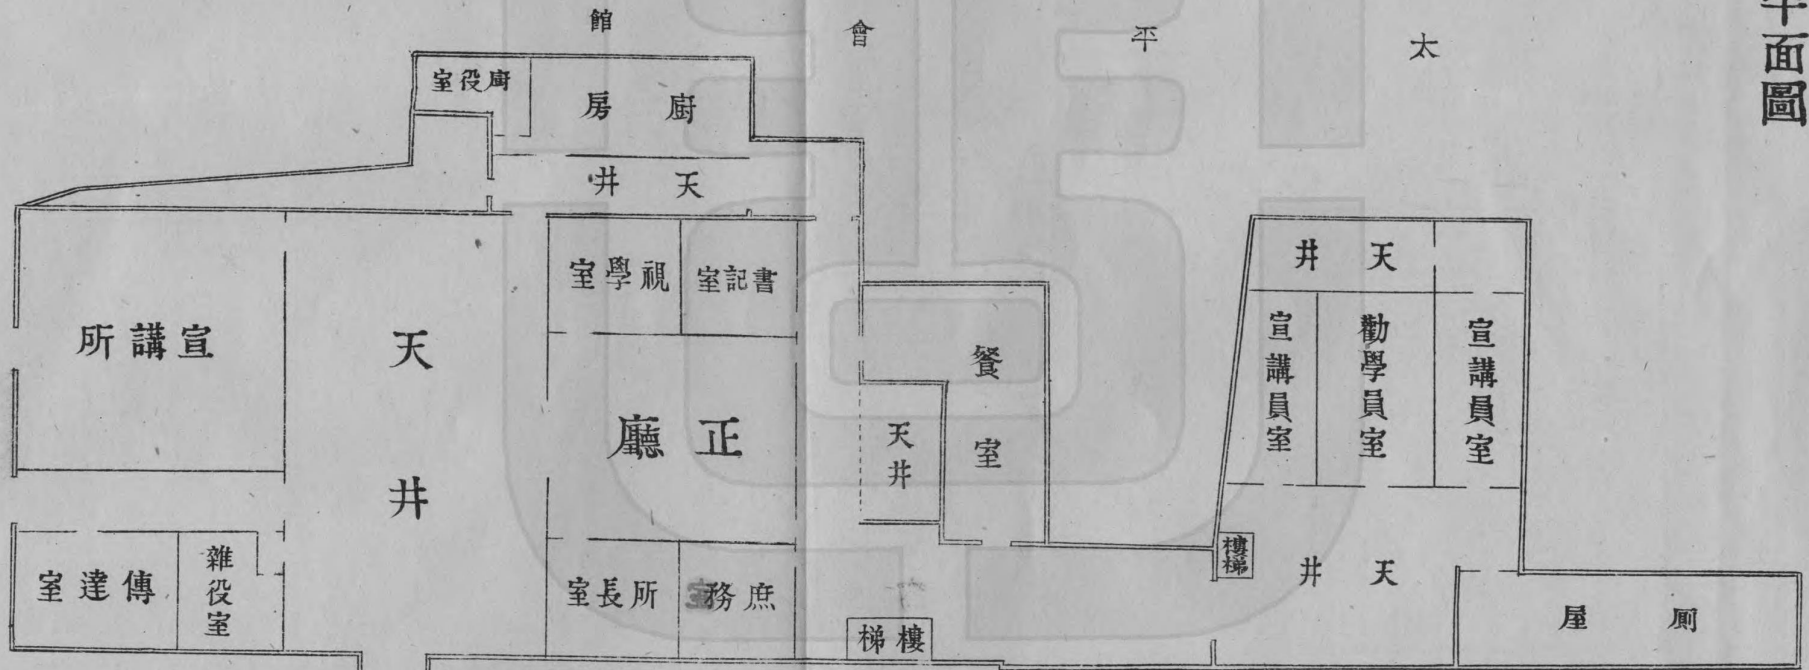 平面圖
太平會館
廚役室
廚房
天井
視學室
書記室
宣講所
天井
正廳
餐室
天井
傳達室
雜役室
所長室
庶務室
樓梯
天井
宣講員室
勸學員室
宣講員室
樓梯
天井
厠屋